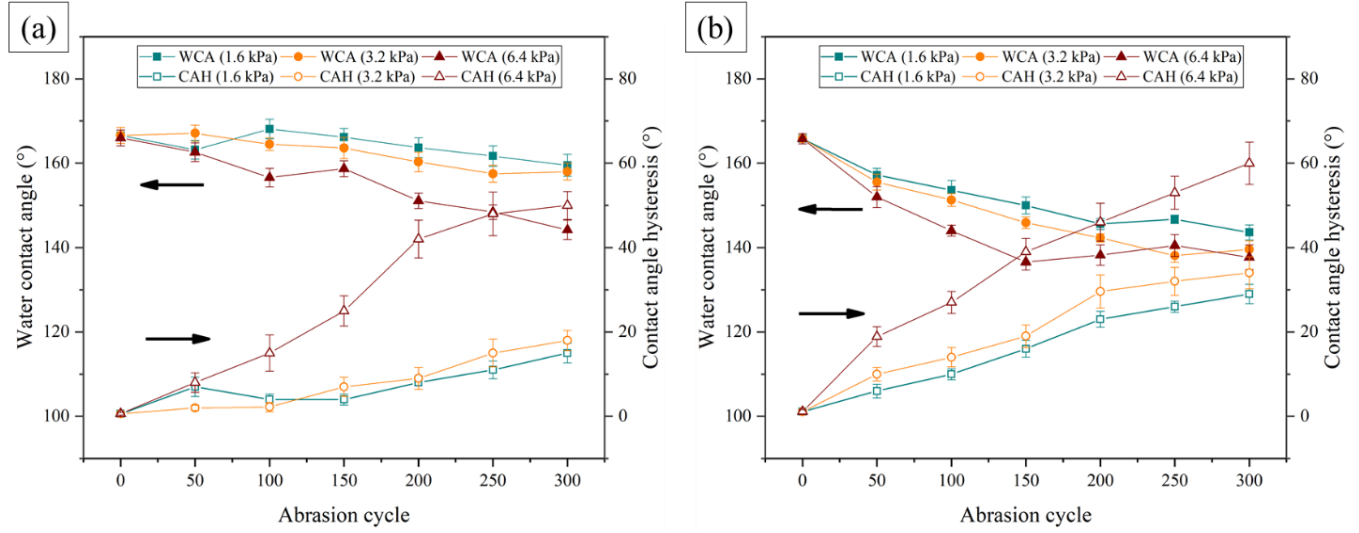 (a)
WCA (1.6 kPa) WCA (3.2 kPa) WCA (6.4 kPa)
CAH (1.6 kPa) CAH (3.2 kPa) CAH (6.4 kPa)
Water contact angle (°)
180
160
140
120
100
80
60
40
20
0
Contact angle hysteresis (°)
0 50 100 150 200 250 300
Abrasion cycle
(b)
WCA (1.6 kPa) WCA (3.2 kPa) WCA (6.4 kPa)
CAH (1.6 kPa) CAH (3.2 kPa) CAH (6.4 kPa)
Water contact angle (°)
180
160
140
120
100
80
60
40
20
0
Contact angle hysteresis (°)
0 50 100 150 200 250 300
Abrasion cycle